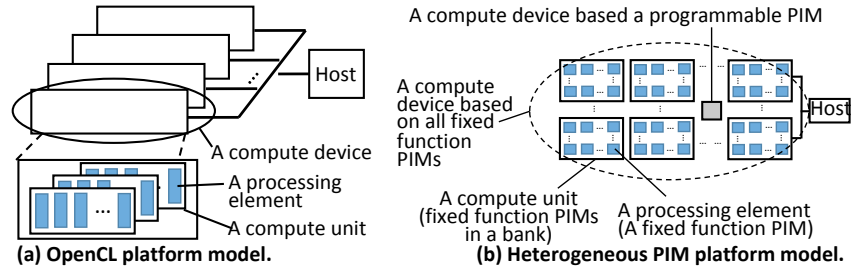 Host
A compute device
A processing
element
A compute unit
(a) OpenCL platform model.
A compute device based a programmable PIM
A compute
device based
on all fixed
function
PIMs
Host
A compute unit
(fixed function PIMs
in a bank)
A processing element
(A fixed function PIM)
(b) Heterogeneous PIM platform model.